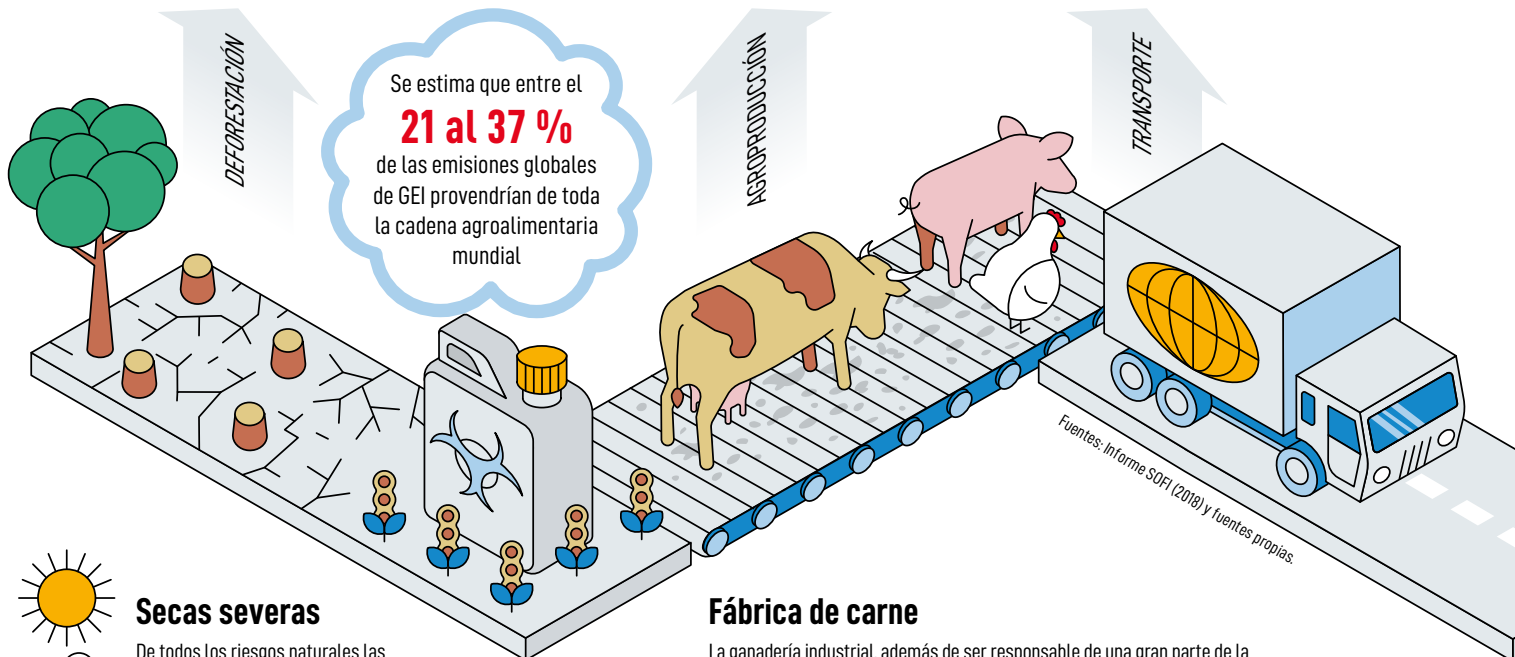 DEFORESTACIÓN
Se estima que entre el
21 al 37 %
de las emisiones globales
de GEI provendrían de toda
la cadena agroalimentaria
mundial
AGROPRODUCCIÓN
TRANSPORTE
Fuentes: Informe SOFI (2018) y fuentes propias.
Secas severas
De todos los riesgos naturales las
Fábrica de carne
La ganadería industrial, además de ser responsable de una gran parte de la